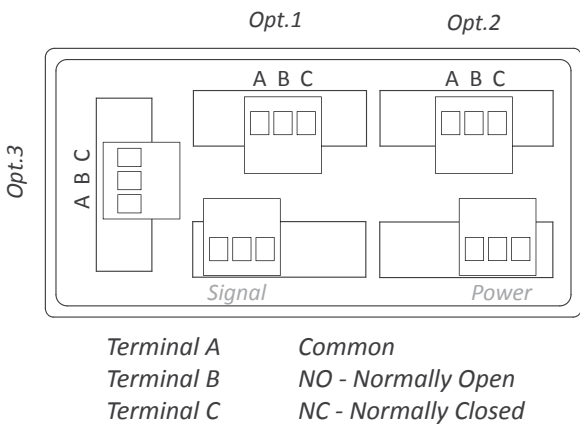 Opt.1 Opt.2
A B C A B C
Opt.3
A B C
Signal Power
Terminal A Common
Terminal B NO - Normally Open
Terminal C NC - Normally Closed